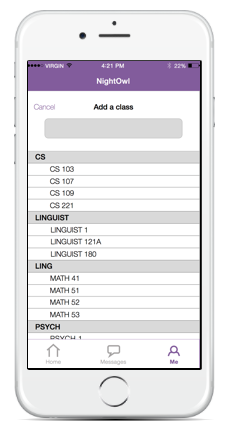 VIRGIN 4:21 PM 22%
NightOwl
Cancel Add a class
CS
CS 103
CS 107
CS 109
CS 221
LINGUIST
LINGUIST 1
LINGUIST 121A
LINGUIST 180
LING
MATH 41
MATH 51
MATH 52
MATH 53
PSYCH
PSYCH 1
Home Messages Me